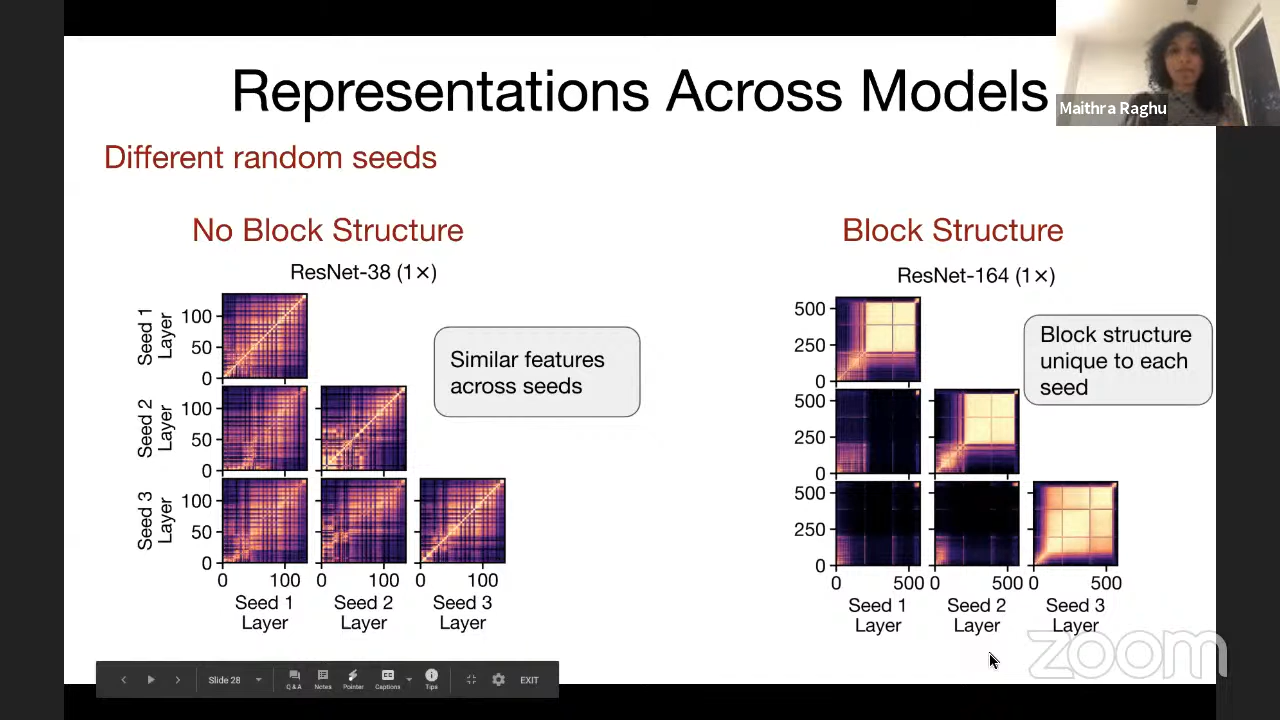 Representations Across Models
Maithra Raghu
Different random seeds
No Block Structure
ResNet-38 (1×)
Seed 1
Layer
100
50
0
Seed 2
Layer
100
50
0
Seed 3
Layer
100
50
0
0 100 0 100 0 100
Seed 1 Seed 2 Seed 3
Layer Layer Layer
Similar features
across seeds
Block Structure
ResNet-164 (1×)
500
250
0
500
250
0
500
250
0
0 500 0 500 0 500
Seed 1 Seed 2 Seed 3
Layer Layer Layer
Block structure
unique to each
seed
zoom
Slide 28 Q&A Notes Pointer Captions Tips EXIT